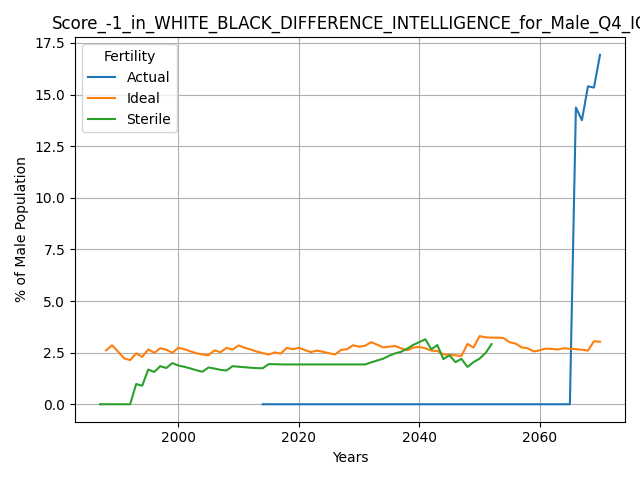 Score_-1_in_WHITE_BLACK_DIFFERENCE_INTELLIGENCE_for_Male_Q4_IQ
Fertility
Actual
Ideal
Sterile
% of Male Population
17.5
15.0
12.5
10.0
7.5
5.0
2.5
0.0
2000
2020
2040
2060
Years